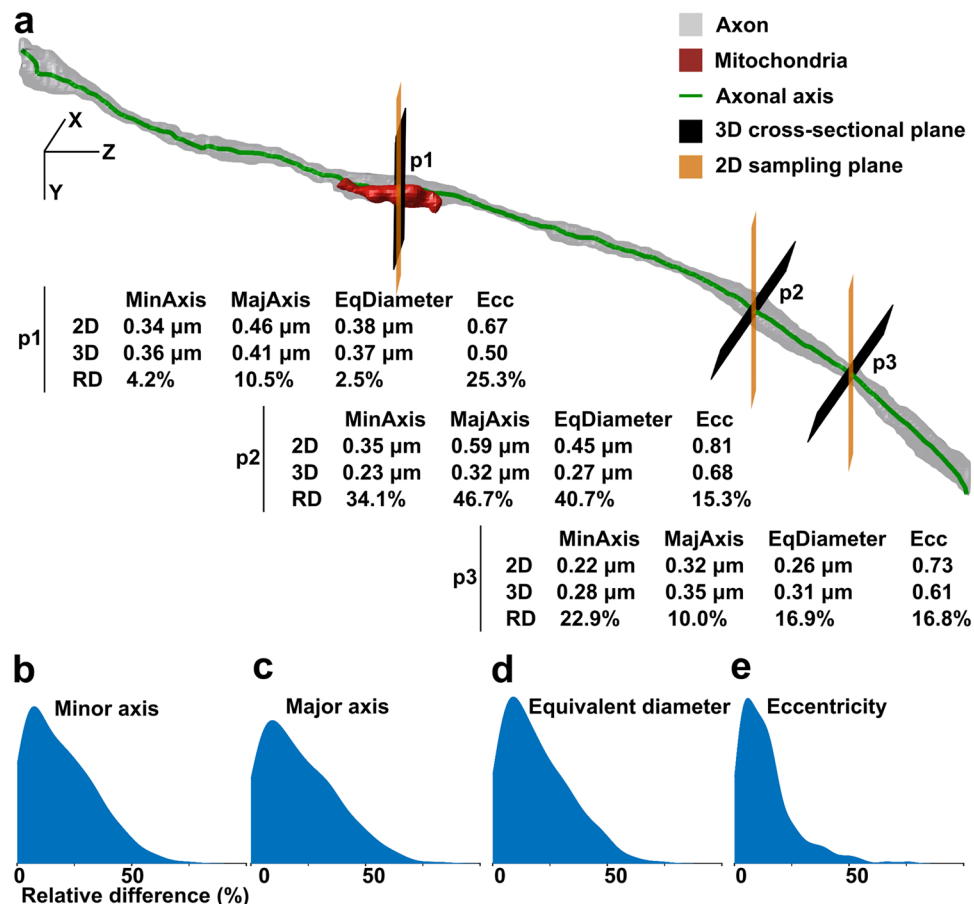 a
Axon
Mitochondria
Axonal axis
3D cross-sectional plane
2D sampling plane
X
Z
Y
p1
p2
p3
p1
MinAxis MajAxis EqDiameter Ecc
2D 0.34 µm 0.46 µm 0.38 µm 0.67
3D 0.36 µm 0.41 µm 0.37 µm 0.50
RD 4.2% 10.5% 2.5% 25.3%
p2
MinAxis MajAxis EqDiameter Ecc
2D 0.35 µm 0.59 µm 0.45 µm 0.81
3D 0.23 µm 0.32 µm 0.27 µm 0.68
RD 34.1% 46.7% 40.7% 15.3%
p3
MinAxis MajAxis EqDiameter Ecc
2D 0.22 µm 0.32 µm 0.26 µm 0.73
3D 0.28 µm 0.35 µm 0.31 µm 0.61
RD 22.9% 10.0% 16.9% 16.8%
b c d e
Minor axis Major axis Equivalent diameter Eccentricity
0 50 0 50 0 50 0 50
Relative difference (%)